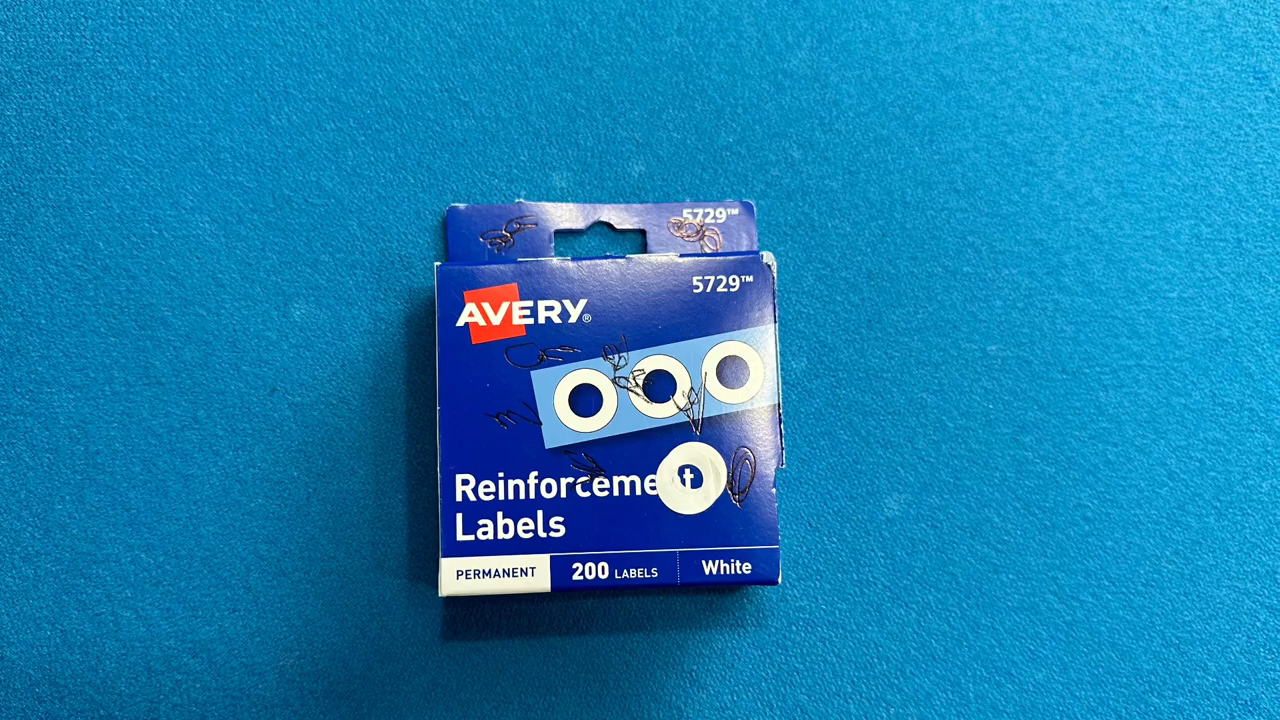 5729™
5729™
AVERY®
Reinforcement
Labels
PERMANENT 200 LABELS White